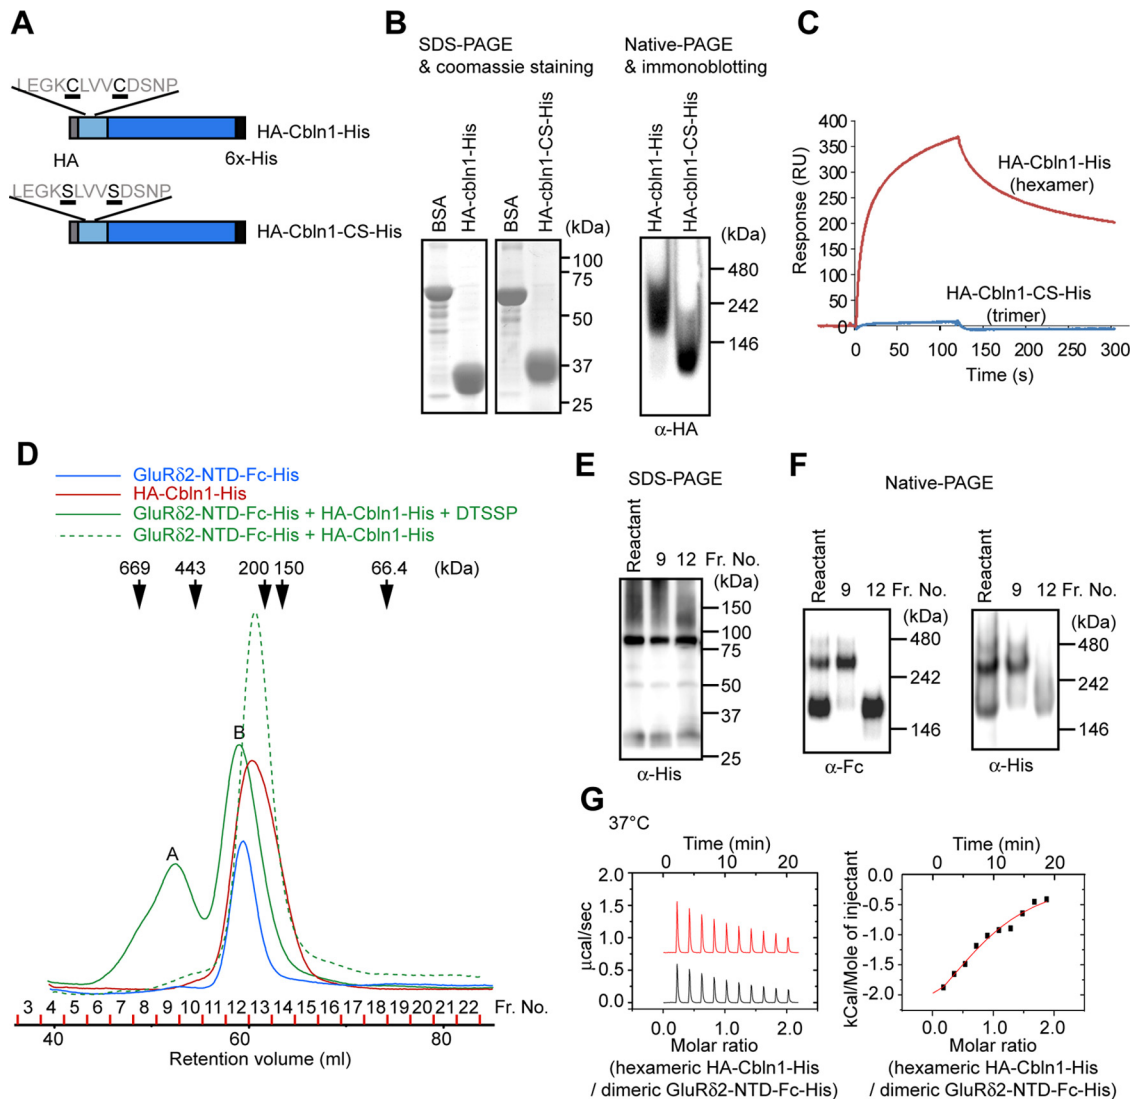 A
LEGKCLVVCDSNP
HA-Cbln1-His
HA
6x-His
LEGKSLVVSDSNP
HA-Cbln1-CS-His
B
SDS-PAGE
& coomassie staining
Native-PAGE
& immonoblotting
BSA
HA-cbln1-His
BSA
HA-cbln1-CS-His
HA-cbln1-His
HA-cbln1-CS-His
(kDa)
100
75
50
37
25
(kDa)
480
242
146
α-HA
C
Response (RU)
400
350
300
250
200
150
100
50
0
HA-Cbln1-His
(hexamer)
HA-Cbln1-CS-His
(trimer)
0 50 100 150 200 250 300
Time (s)
D
GluRδ2-NTD-Fc-His
HA-Cbln1-His
GluRδ2-NTD-Fc-His + HA-Cbln1-His + DTSSP
GluRδ2-NTD-Fc-His + HA-Cbln1-His
669 443 200 150 66.4 (kDa)
A
B
3 4 5 6 7 8 9 10 11 12 13 14 15 16 17 18 19 20 21 22 Fr. No.
40 60 80
Retention volume (ml)
E
SDS-PAGE
Reactant
9 12 Fr. No.
(kDa)
150
100
75
50
37
25
α-His
F
Native-PAGE
Reactant
9 12 Fr. No.
(kDa)
480
242
146
α-Fc
Reactant
9 12 Fr. No.
(kDa)
480
242
146
α-His
G
37°C
Time (min)
0 10 20
μcal/sec
2.0
1.5
1.0
0.5
0.0
0.0 1.0 2.0
Molar ratio
(hexameric HA-Cbln1-His
/ dimeric GluRδ2-NTD-Fc-His)
Time (min)
0 10 20
kCal/Mole of injectant
0.0
-0.5
-1.0
-1.5
-2.0
0.0 1.0 2.0
Molar ratio
(hexameric HA-Cbln1-His
/ dimeric GluRδ2-NTD-Fc-His)